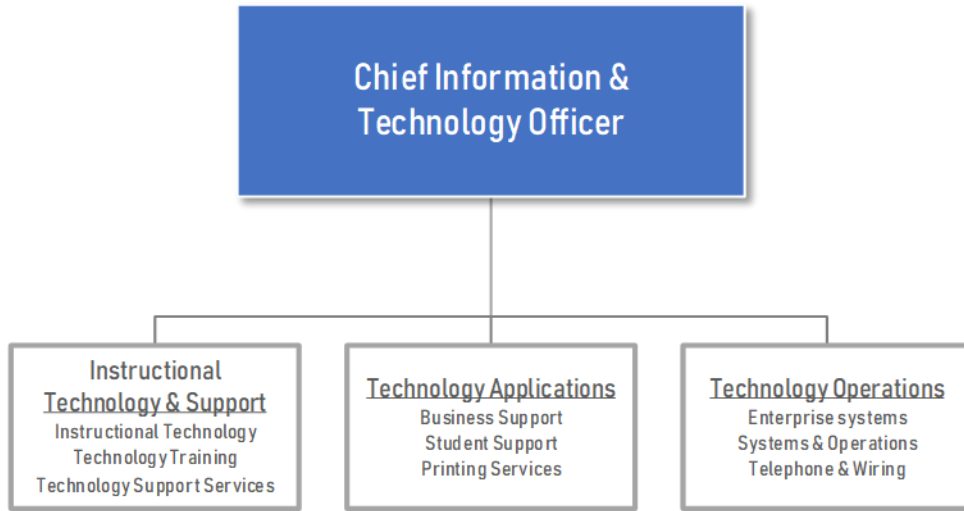 Chief Information &
Technology Officer
Instructional
Technology & Support
Instructional Technology
Technology Training
Technology Support Services
Technology Applications
Business Support
Student Support
Printing Services
Technology Operations
Enterprise systems
Systems & Operations
Telephone & Wiring